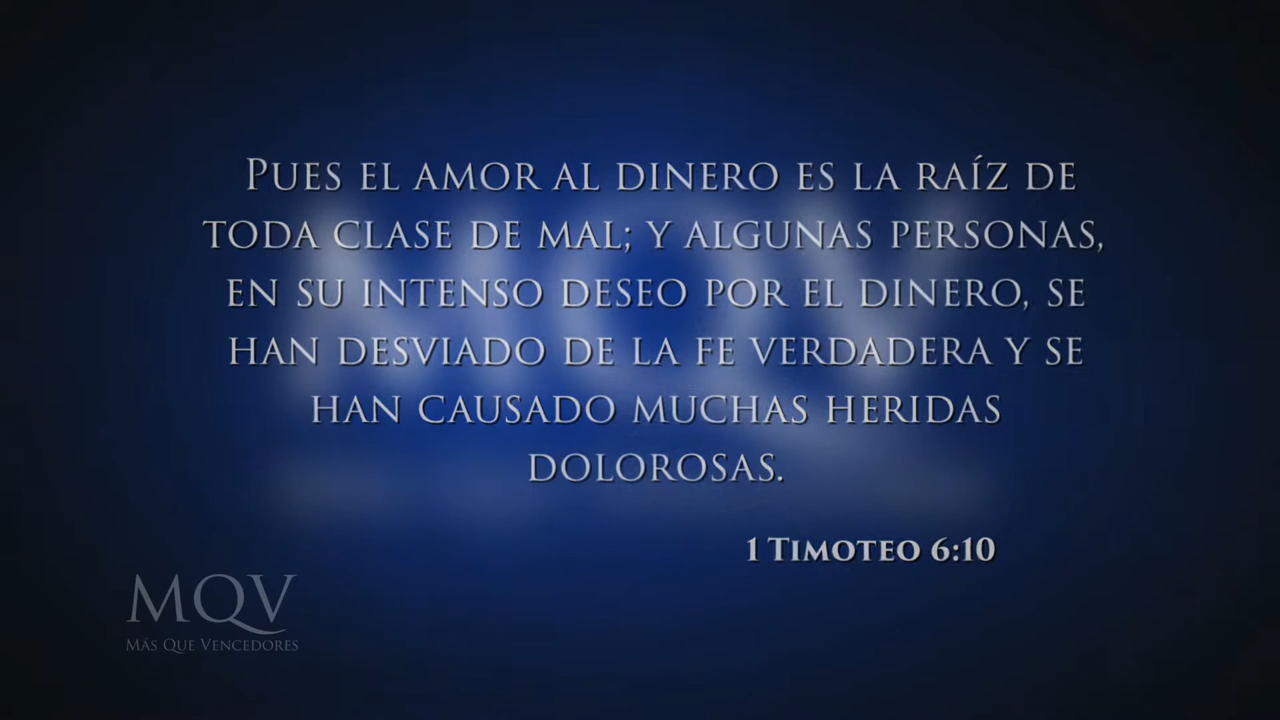 Pues el amor al dinero es la raíz de
toda clase de mal; y algunas personas,
en su intenso deseo por el dinero, se
han desviado de la fe verdadera y se
han causado muchas heridas
dolorosas.
1 Timoteo 6:10
MQV
Más Que Vencedores